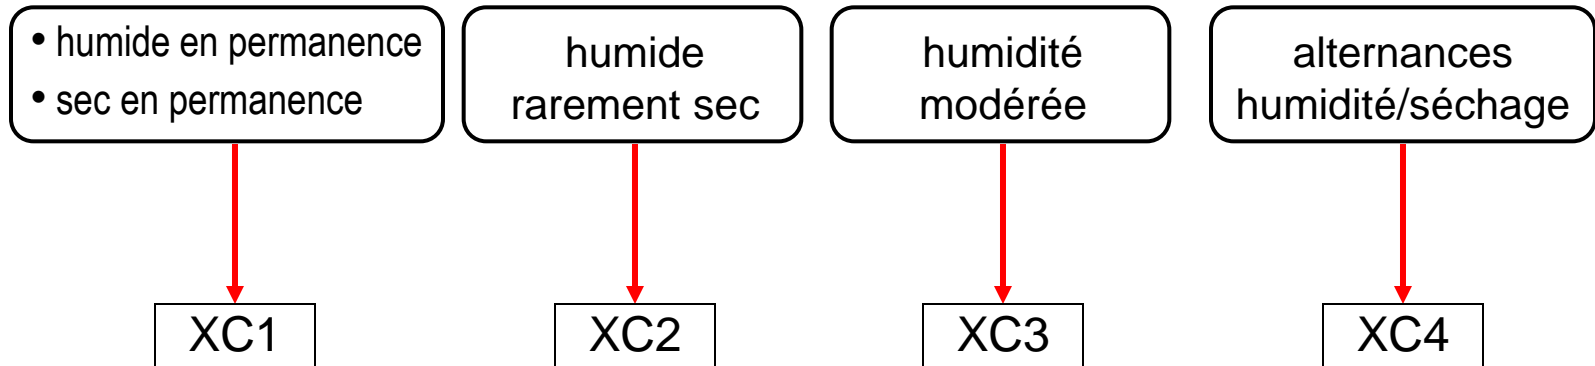 • humide en permanence
• sec en permanence
humide
rarement sec
humidité
modérée
alternances
humidité/séchage
XC1
XC2
XC3
XC4